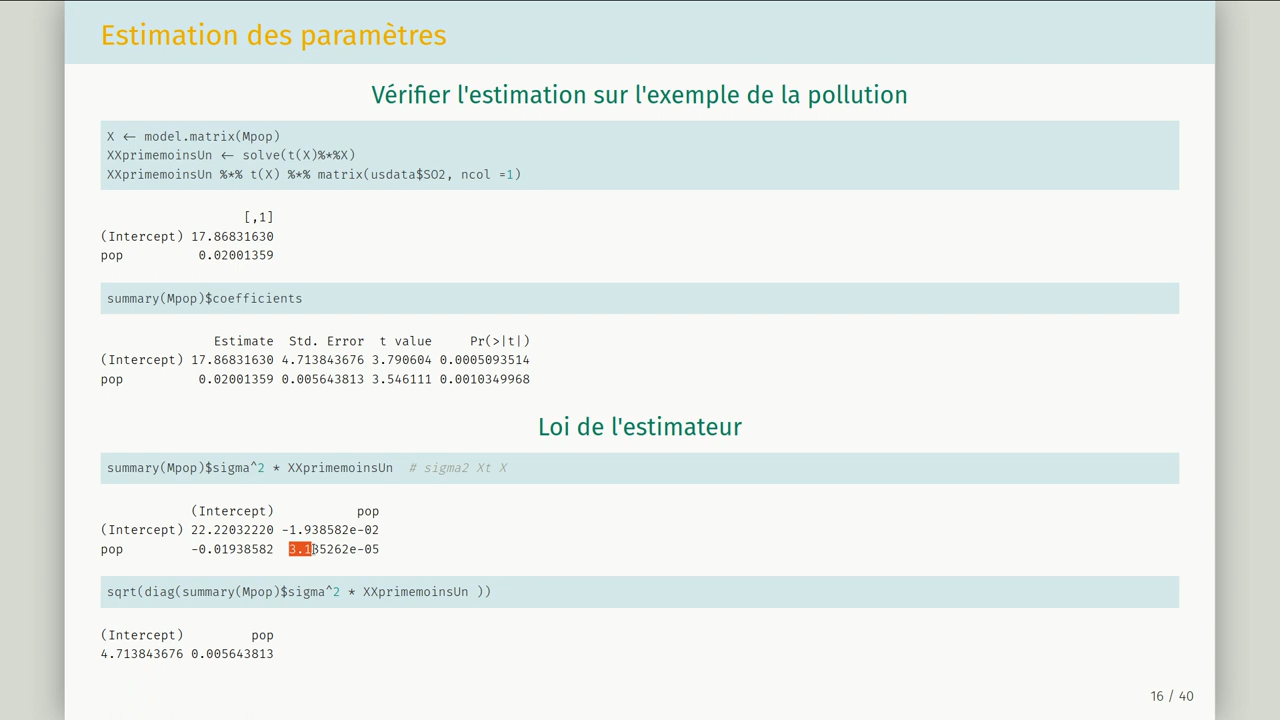 Estimation des paramètres
Vérifier l'estimation sur l'exemple de la pollution
X ← model.matrix(Mpop)
XXprimemoinsUn ← solve(t(X)%*%X)
XXprimemoinsUn %*% t(X) %*% matrix(usdata$SO2, ncol =1)
[,1]
(Intercept) 17.86831630
pop 0.02001359
summary(Mpop)$coefficients
Estimate Std. Error t value Pr(>|t|)
(Intercept) 17.86831630 4.713843676 3.790604 0.0005093514
pop 0.02001359 0.005643813 3.546111 0.0010349968
Loi de l'estimateur
summary(Mpop)$sigma^2 * XXprimemoinsUn # sigma2 Xt X
(Intercept) pop
(Intercept) 22.22032220 -1.938582e-02
pop -0.01938582 3.185262e-05
sqrt(diag(summary(Mpop)$sigma^2 * XXprimemoinsUn ))
(Intercept) pop
4.713843676 0.005643813
16 / 40